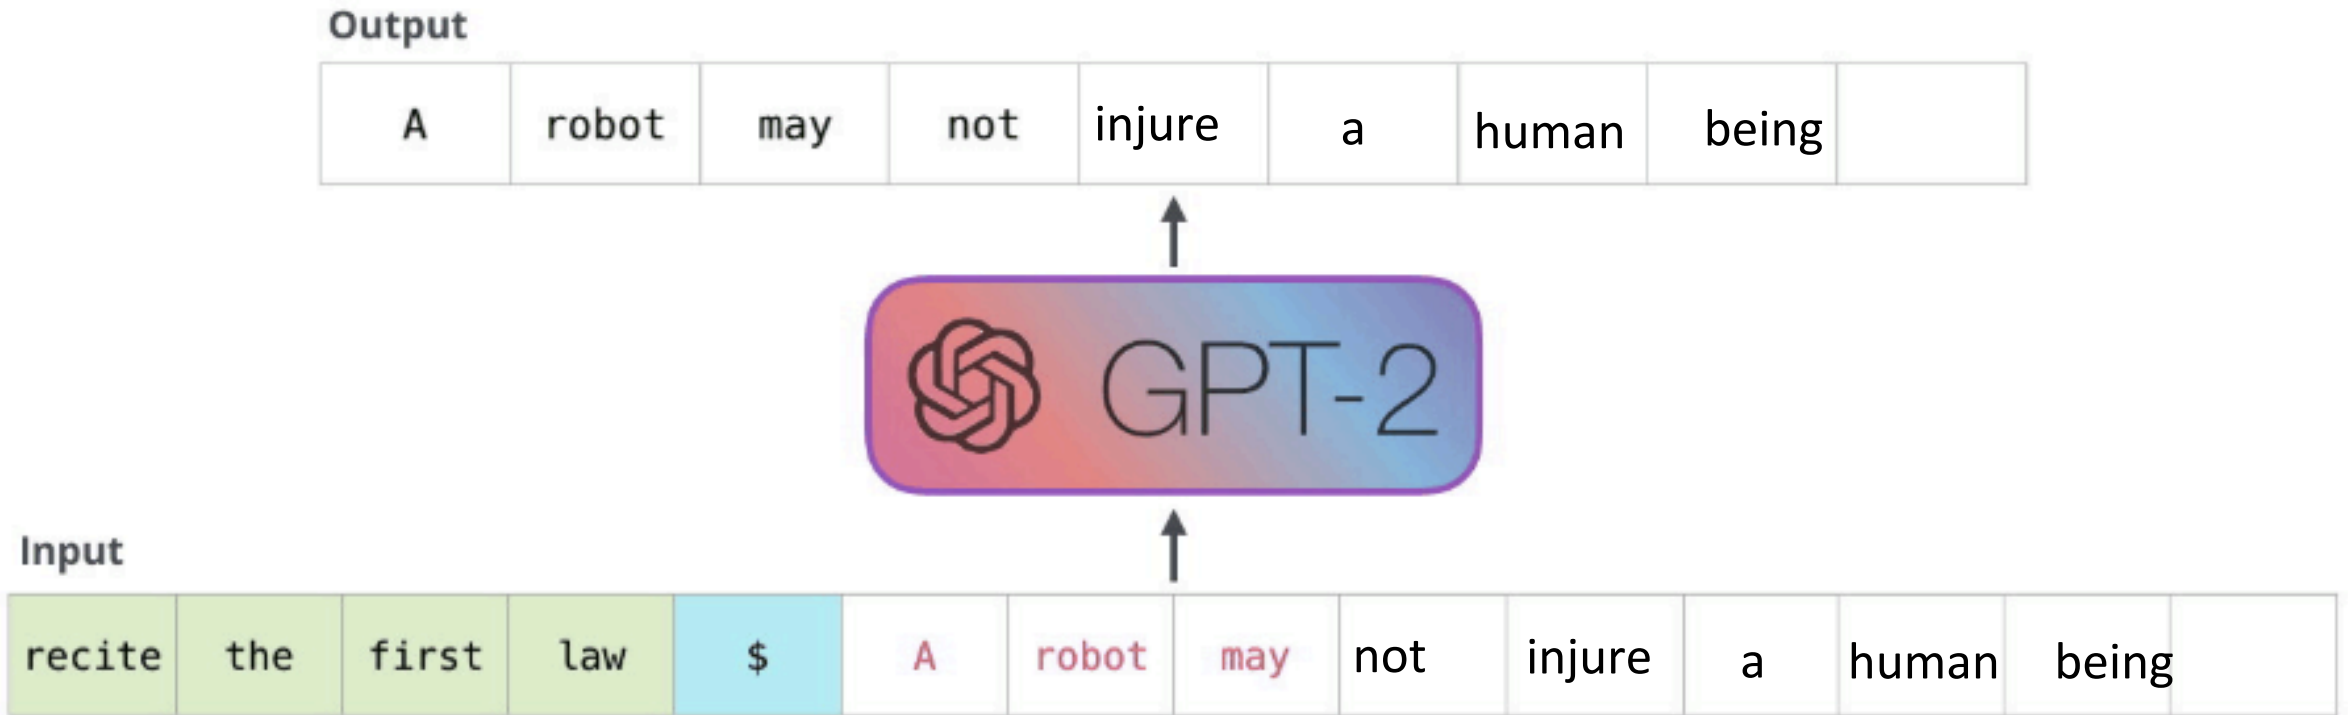 Output
A robot may not injure a human being
GPT-2
Input
recite the first law $ A robot may not injure a human being